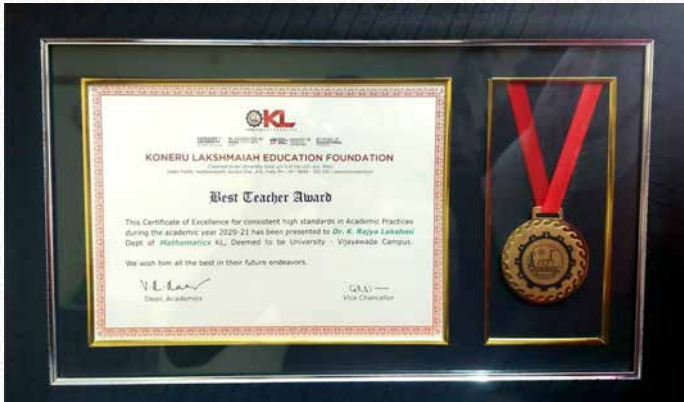 KL
KONERU LAKSHMAIAH EDUCATION FOUNDATION
Best Teacher Award
This Certificate of Excellence for consistent high standards in Academic Practices
during the academic year 2020-21 has been presented to Dr. K. Rajya Lakshmi
Dept of Mathematics KL, Deemed to be University - Vijayawada Campus.
We wish him all the best in their future endeavors.
Dean, Academics
Vice Chancellor